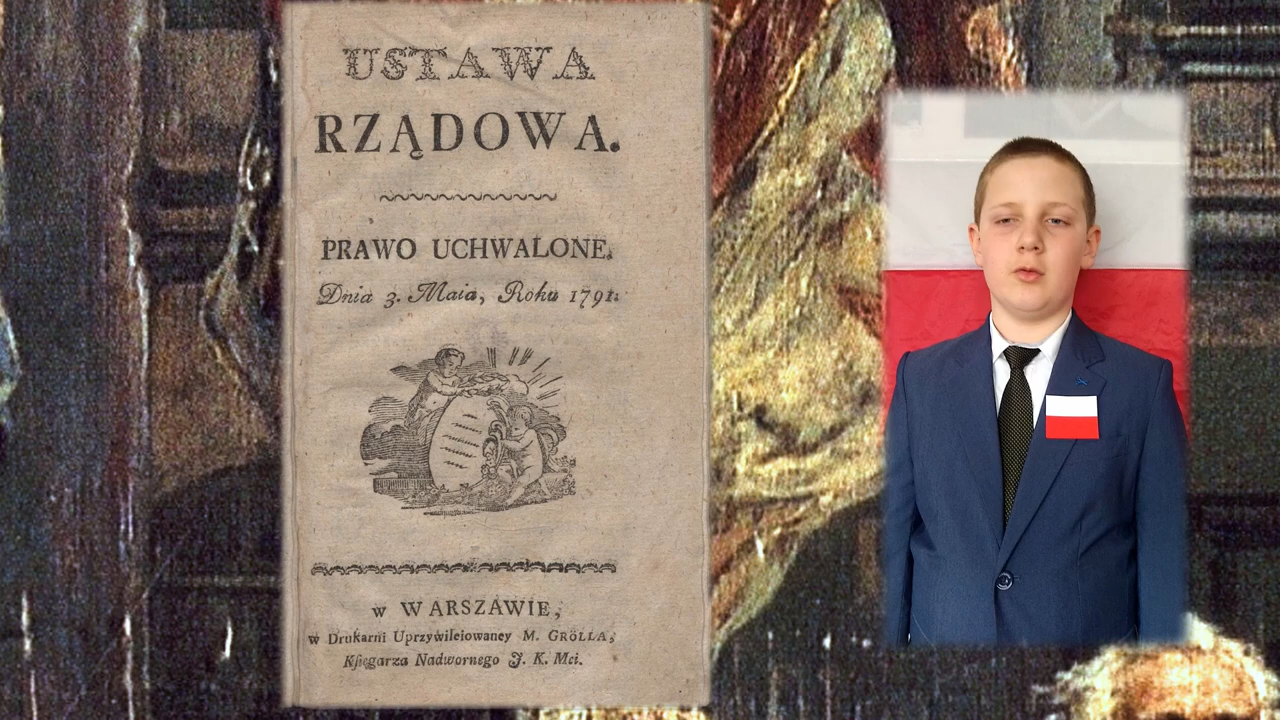 USTAWA
RZĄDOWA.
PRAWO UCHWALONE.
Dnia 3. Maia, Roku 1791.
w WARSZAWIE,
w Drukarni Uprzywileiowaney M. GRÖLLA,
Księgarza Nadwornego J. K. Mci.